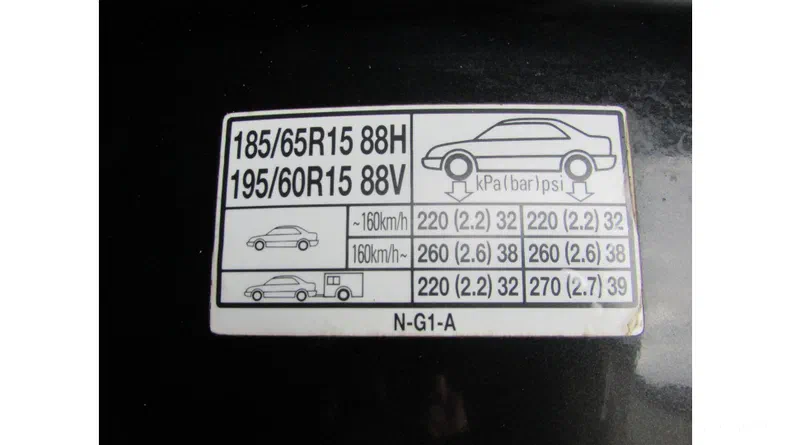 185/65R15 88H
195/60R15 88V
kPa(bar)psi
~160km/h 220 (2.2) 32 220 (2.2) 32
160km/h~ 260 (2.6) 38 260 (2.6) 38
220 (2.2) 32 270 (2.7) 39
N-G1-A